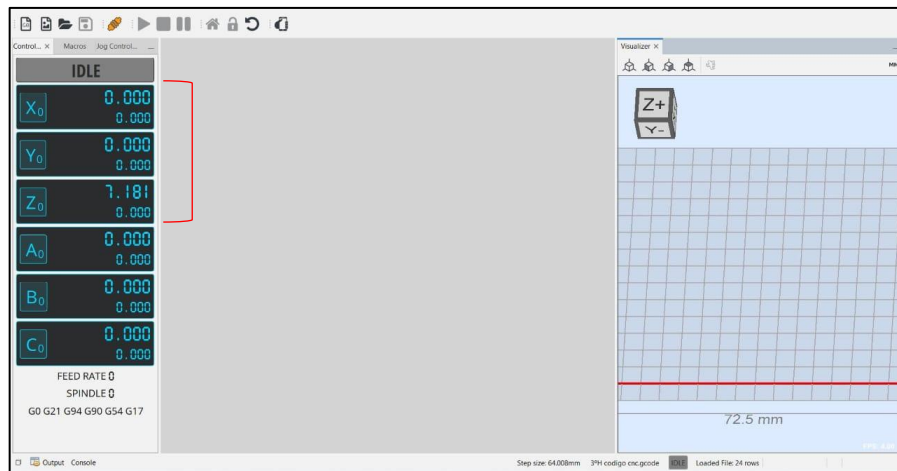 Control... × Macros Jog Control...
IDLE
X0 0.000
0.000
Y0 0.000
0.000
Z0 7.181
0.000
A0 0.000
0.000
B0 0.000
0.000
C0 0.000
0.000
FEED RATE 0
SPINDLE 0
G0 G21 G94 G90 G54 G17
Visualizer ×
Z+
Y-
72.5 mm
Output Console
Step size: 64.008mm 3ºH codigo cnc.gcode IDLE Loaded File: 24 rows